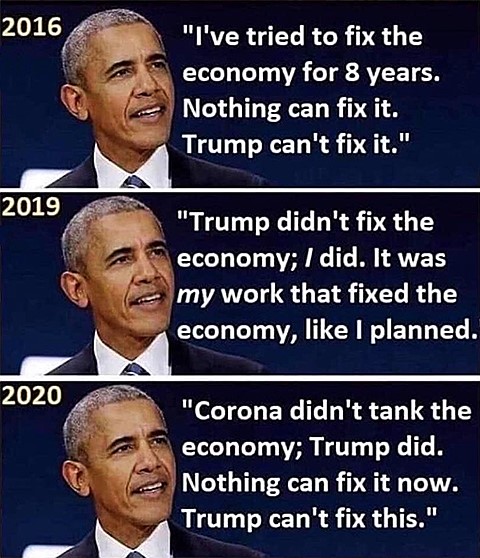 2016
"I've tried to fix the
economy for 8 years.
Nothing can fix it.
Trump can't fix it."
2019
"Trump didn't fix the
economy; I did. It was
my work that fixed the
economy, like I planned.
2020
"Corona didn't tank the
economy; Trump did.
Nothing can fix it now.
Trump can't fix this."